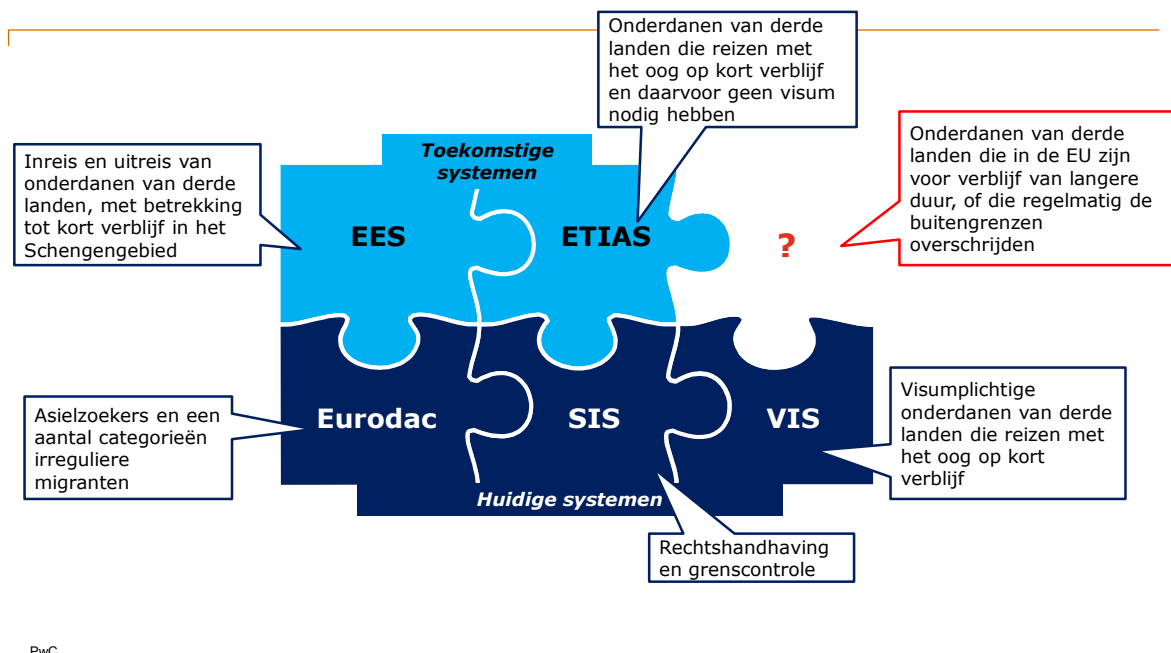 Onderdanen van derde
landen die reizen met
het oog op kort verblijf
en daarvoor geen visum
nodig hebben
Onderdanen van derde
landen die in de EU zijn
voor verblijf van langere
duur, of die regelmatig de
buitengrenzen
overschrijden
Inreis en uitreis van
onderdanen van derde
landen, met betrekking
tot kort verblijf in het
Schengengebied
Toekomstige
systemen
EES
ETIAS
?
Asielzoekers en een
aantal categorieën
irreguliere
migranten
Eurodac
SIS
VIS
Visumplichtige
onderdanen van derde
landen die reizen met
het oog op kort
verblijf
Huidige systemen
Rechtshandhaving
en grenscontrole
PwC